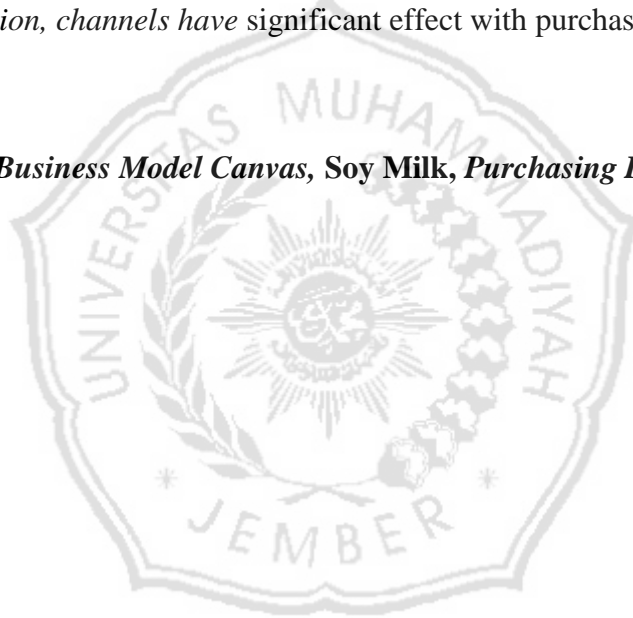 ion, channels have significant effect with purchas
Business Model Canvas, Soy Milk, Purchasing
UNIVERSITAS MUHAMMADIYAH
JEMBER